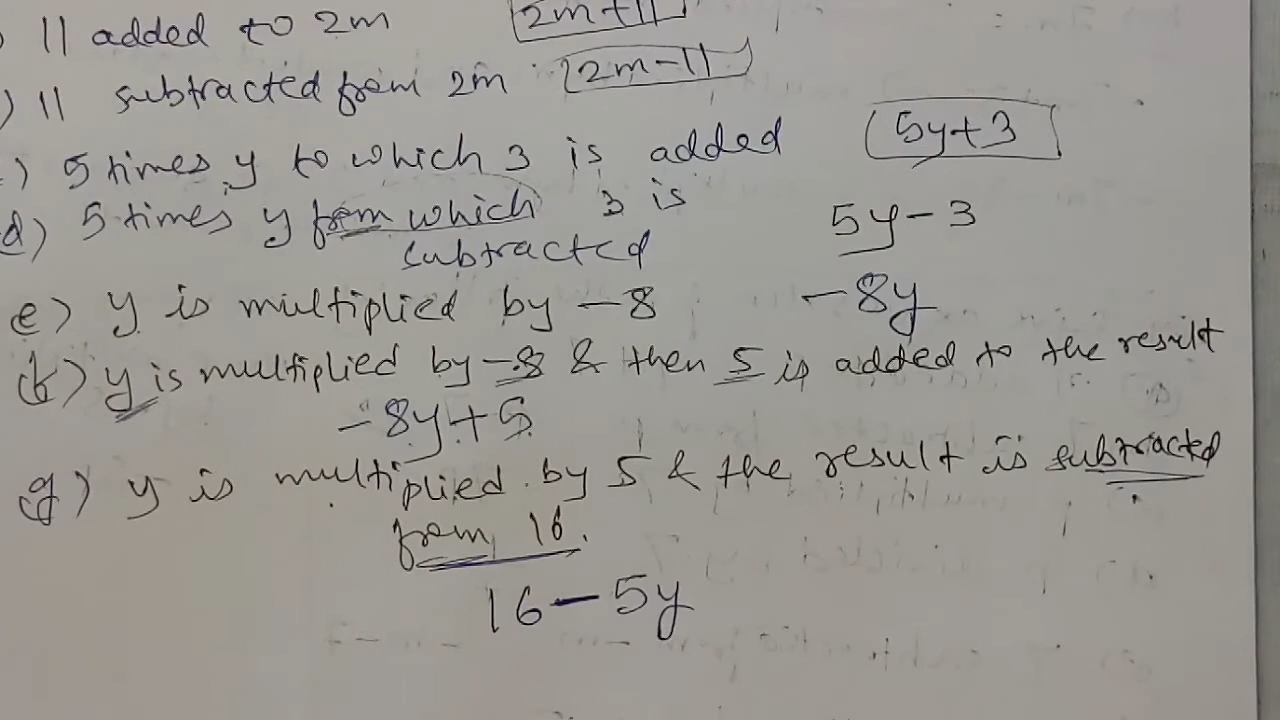 ) 11 added to 2m 2m+11
) 11 subtracted from 2m 2m-11
) 5 times y to which 3 is added 5y+3
d) 5 times y from which 3 is subtracted 5y-3
e) y is multiplied by -8 -8y
(f) y is multiplied by -8 & then 5 is added to the result
-8y+5
(g) y is multiplied by 5 & the result is subtracted
from 16.
16-5y